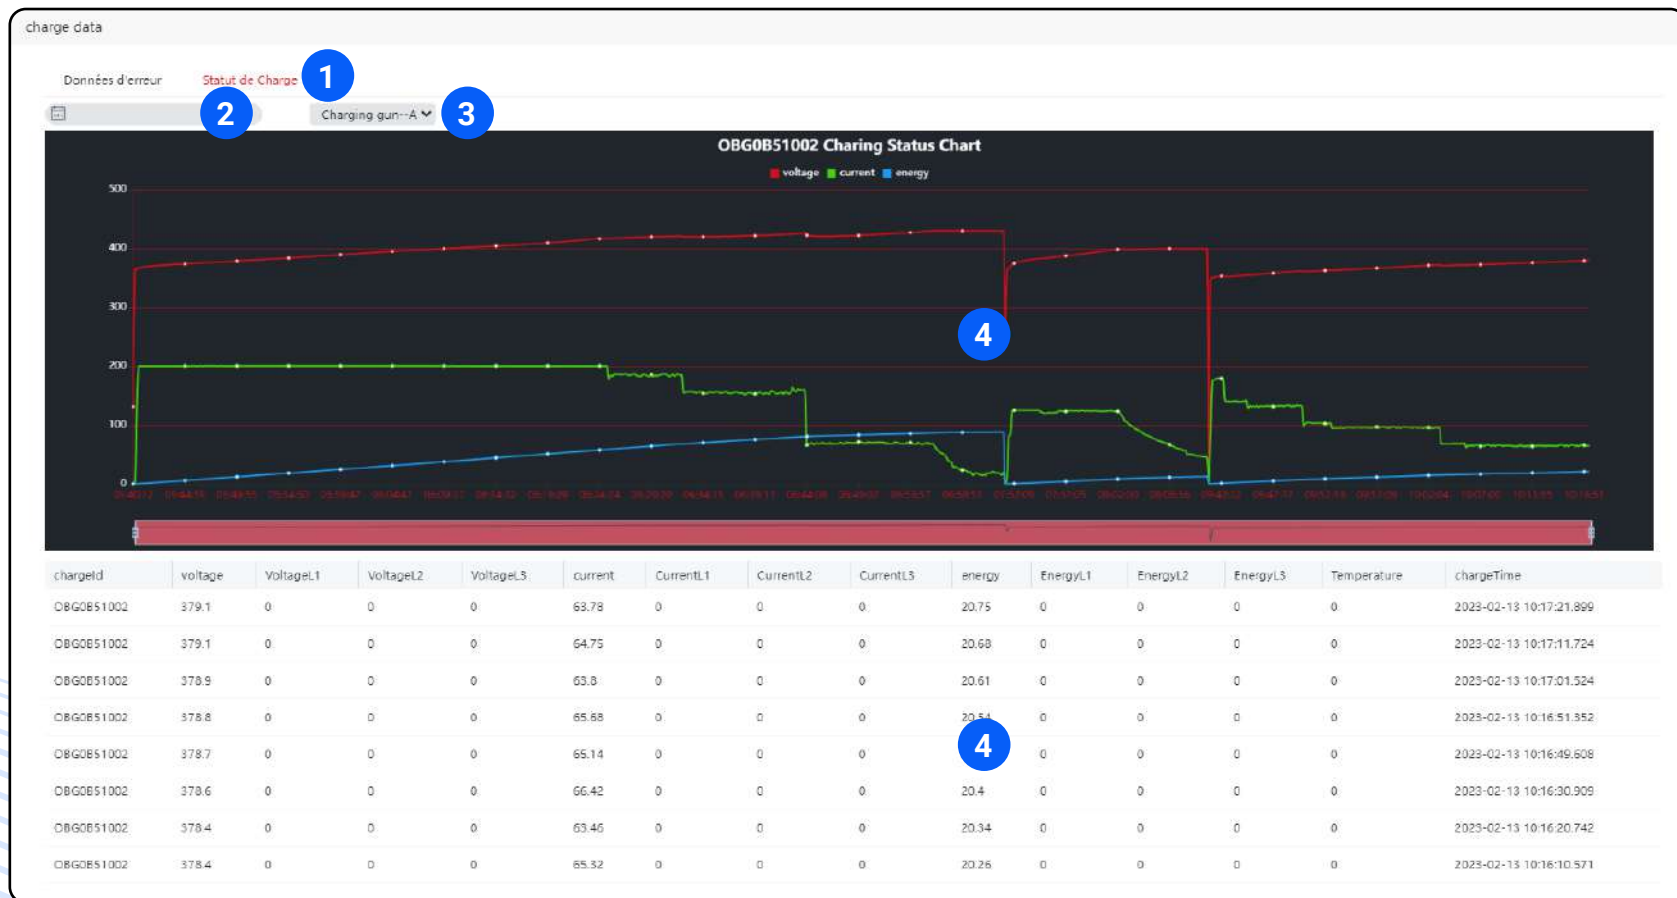 charge data
Données d'erreur Statut de Charge 1
2 Charging gun--A 3
OBG0B51002 Charing Status Chart
voltage current energy
500
400
300
4
200
100
0
chargeId voltage VoltageL1 VoltageL2 VoltageL3 current CurrentL1 CurrentL2 CurrentL3 energy EnergyL1 EnergyL2 EnergyL3 Temperature chargeTime
OBG0B51002 379.1 0 0 0 63.78 0 0 0 20.75 0 0 0 0 2023-02-13 10:17:21.899
OBG0B51002 379.1 0 0 0 64.75 0 0 0 20.68 0 0 0 0 2023-02-13 10:17:11.724
OBG0B51002 378.9 0 0 0 63.8 0 0 0 20.61 0 0 0 0 2023-02-13 10:17:01.524
OBG0B51002 378.8 0 0 0 65.68 0 0 0 20.54 0 0 0 0 2023-02-13 10:16:51.352
OBG0B51002 378.7 0 0 0 65.14 0 0 0 4 0 0 0 0 2023-02-13 10:16:49.608
OBG0B51002 378.6 0 0 0 66.42 0 0 0 20.4 0 0 0 0 2023-02-13 10:16:30.909
OBG0B51002 378.4 0 0 0 63.46 0 0 0 20.34 0 0 0 0 2023-02-13 10:16:20.742
OBG0B51002 378.4 0 0 0 65.32 0 0 0 20.26 0 0 0 0 2023-02-13 10:16:10.571